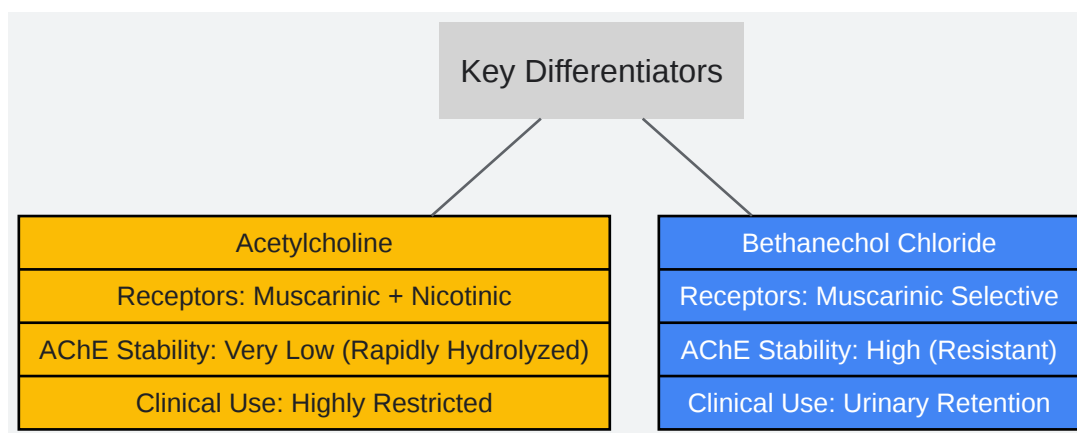 Key Differentiators
Acetylcholine
Receptors: Muscarinic + Nicotinic
AChE Stability: Very Low (Rapidly Hydrolyzed)
Clinical Use: Highly Restricted
Bethanechol Chloride
Receptors: Muscarinic Selective
AChE Stability: High (Resistant)
Clinical Use: Urinary Retention